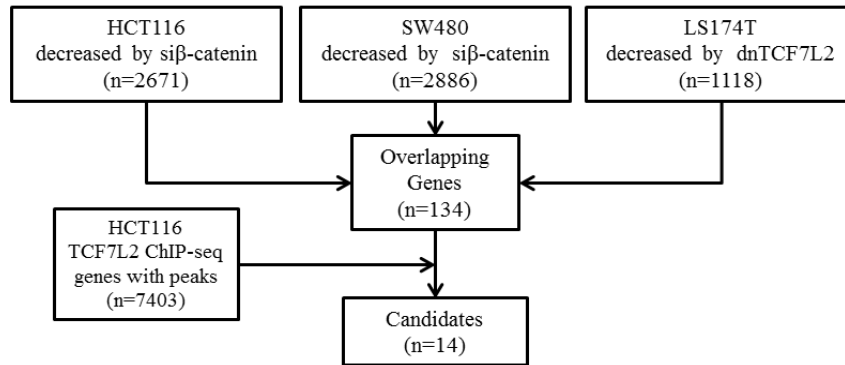 HCT116
decreased by siβ-catenin
(n=2671)
SW480
decreased by siβ-catenin
(n=2886)
LS174T
decreased by dnTCF7L2
(n=1118)
Overlapping
Genes
(n=134)
HCT116
TCF7L2 ChIP-seq
genes with peaks
(n=7403)
Candidates
(n=14)